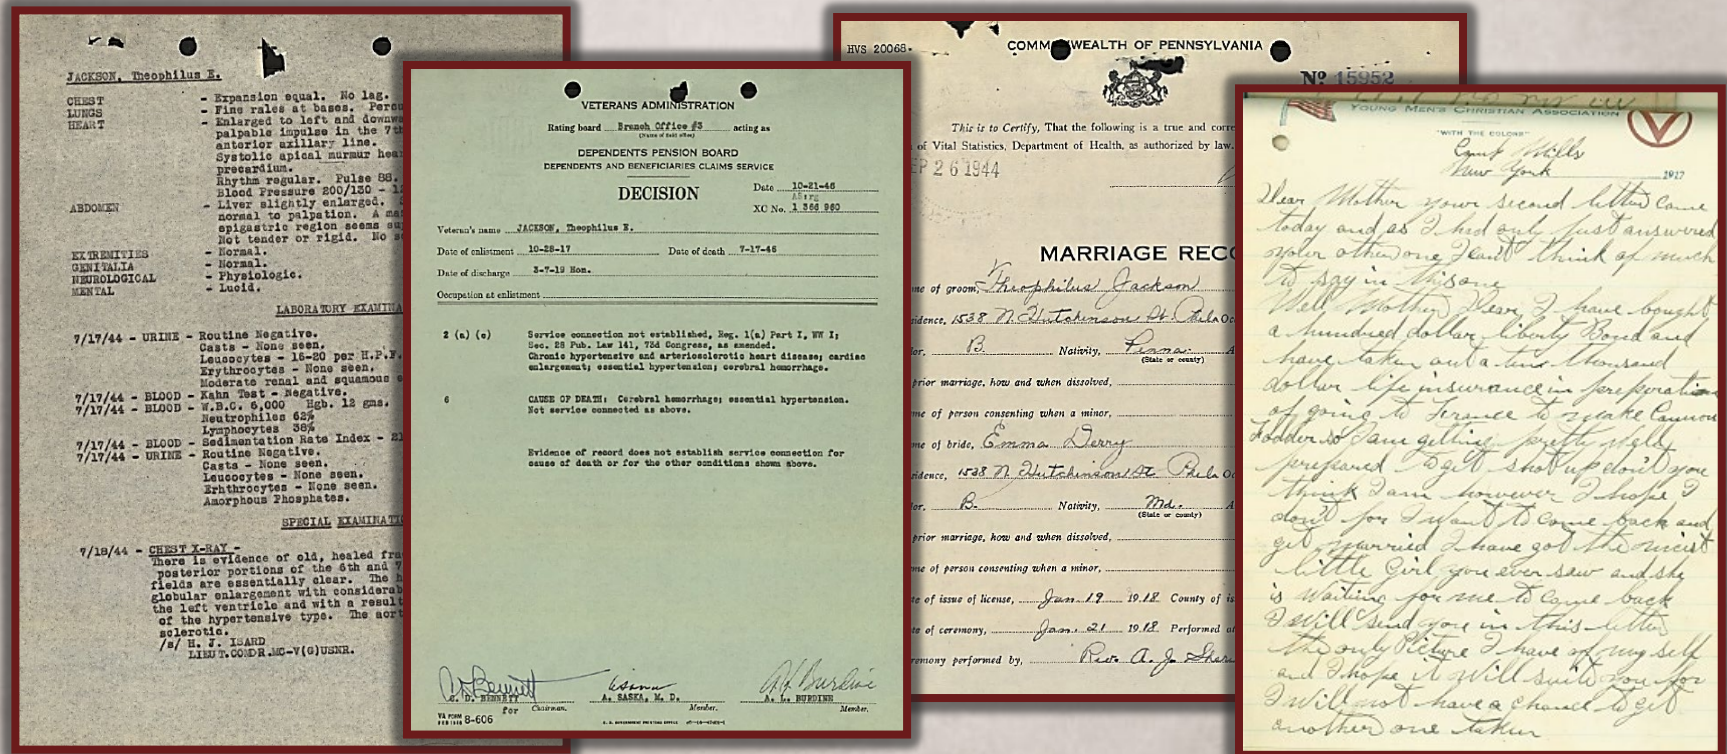 JACKSON, Theophilus E.
CHEST - Expansion equal. No lag.
LUNGS - Fine rales at bases.
HEART - Enlarged to left and
palpable impulse in the 7th
anterior axillary line.
Systolic apical murmur
precardium.
Rhythm regular. Pulse 88.
Blood Pressure 200/130 -
ABDOMEN - Liver slightly enlarged.
normal to palpation. A
epigastric region seems
Not tender or rigid. No
EXTREMITIES - Normal.
GENITALIA - Normal.
NEUROLOGICAL - Physiologic.
MENTAL - Lucid.
LABORATORY
7/17/44 - URINE - Routine Negative.
Casts - None seen.
Leucocytes - 16-20 per H.P.F.
Erythrocytes - None seen.
Moderate renal and squamous
7/17/44 - BLOOD - Kahn Test - Negative.
7/17/44 - BLOOD - W.B.C. 6,000 Hgb. 12 gms.
Neutrophiles 62%
Lymphocytes 38%
7/17/44 - BLOOD - Sedimentation Rate Index -
7/17/44 - URINE - Routine Negative.
Casts - None seen.
Leucocytes - None seen.
Erhthrocytes - None seen.
Amorphous Phosphates.
SPECIAL
7/18/44 - CHEST X-RAY -
There is evidence of old, healed
posterior portions of the 6th and
fields are essentially clear. The
globular enlargement with
the left ventricle and with a
of the hypertensive type. The
sclerotic.
/s/ H. J. ISARD
LIEUT.COMDR.MC-V(G)USNR.
VETERANS ADMINISTRATION
Rating board Branch Office #3 acting as
(Name of field office)
DEPENDENTS PENSION BOARD
DEPENDENTS AND BENEFICIARIES CLAIMS SERVICE
DECISION
Date 10-21-46
XC No. 1 366 960
Veteran's name JACKSON, Theophilus E.
Date of enlistment 10-28-17 Date of death 7-17-46
Date of discharge 3-7-19 Hon.
Occupation at enlistment
2 (a) (c) Service connection not established, Reg. 1(a) Part I, WW I;
Sec. 28 Pub. Law 141, 73d Congress, as amended.
Chronic hypertensive and arteriosclerotic heart disease; cardiac
enlargement; essential hypertension; cerebral hemorrhage.
6 CAUSE OF DEATH: Cerebral hemorrhage; essential hypertension.
Not service connected as above.
Evidence of record does not establish service connection for
cause of death or for the other conditions shown above.
C. D. BENNETT A. SASKA, M. D. A. L. BURDINE
for Chairman. Member. Member.
VA FORM 8-606
HVS 20068-
COMMONWEALTH OF PENNSYLVANIA
No 15952
This is to Certify, That the following is a true and
of Vital Statistics, Department of Health, as authorized by law.
26 1944
MARRIAGE
of groom, Theophilus Jackson
1538 N. Hutchinson St. Phila
B. Nativity, Penna.
(State or county)
prior marriage, how and when dissolved,
of person consenting when a minor,
of bride, Emma Derry
1538 N. Hutchinson St. Phila
B. Nativity, Md.
(State or county)
prior marriage, how and when dissolved,
of person consenting when a minor,
of issue of license, Jan. 19 1918 County of
of ceremony, Jan. 21 1918 Performed
performed by, Rev. A. J.
YOUNG MEN'S CHRISTIAN ASSOCIATION
"WITH THE COLORS"
Camp Mills
New York 1917
Dear Mother your second letter came
today and as I had only just answered
your other one I can't think of much
to say in this one
Well Mother Dear, I have bought
a hundred dollar liberty Bond and
have taken out a ten thousand
dollar life insurance in preperation
of going to France to make Cannon
fodder so I am getting pretty well
prepared to get shot up don't you
think I am however I hope I
don't for I want to come back and
get married I have got the nicest
little Girl you ever saw and she
is waiting for me to come back
I will send you in this letter
the only Picture I have of my self
and I hope it will suit you for
I will not have a chance to get
another one taken